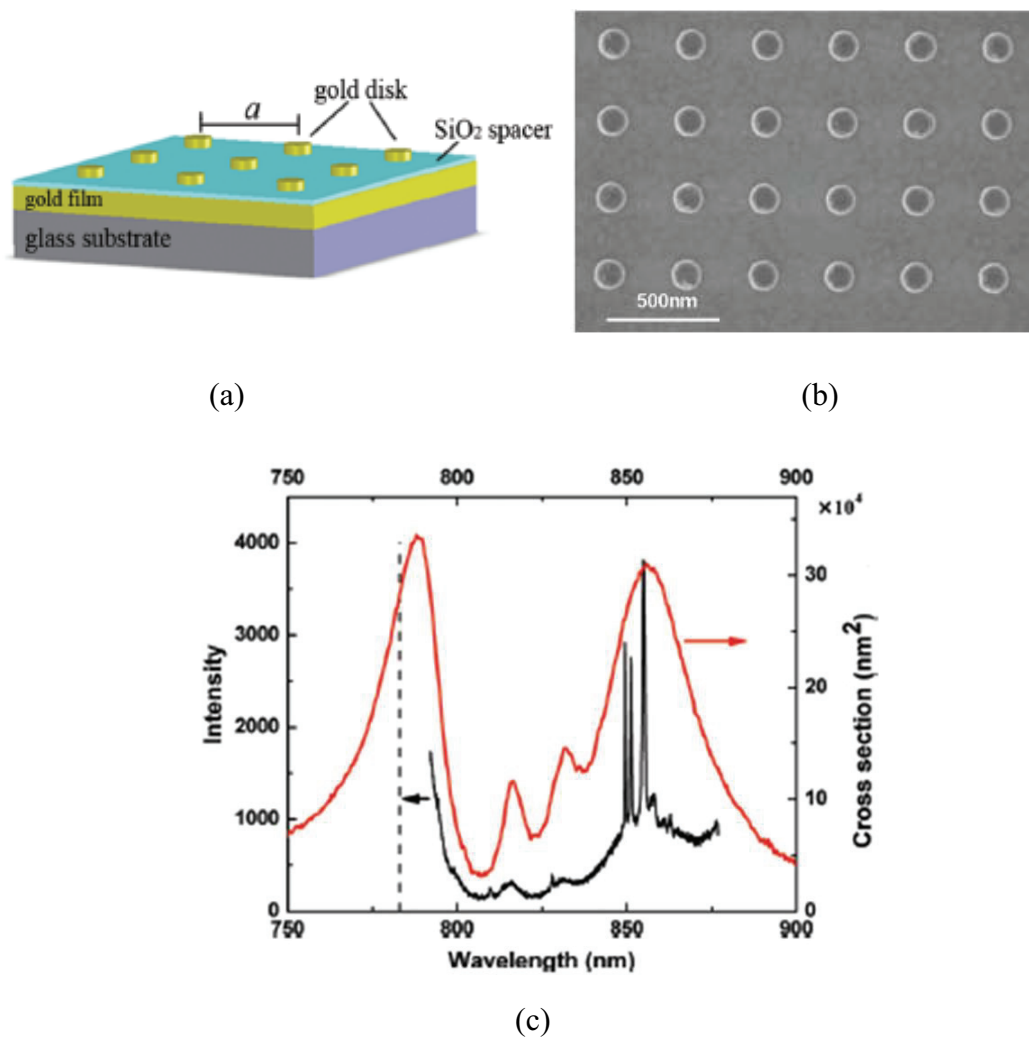 a
gold disk
SiO₂ spacer
gold film
glass substrate
500nm
(a)
(b)
750 800 850 900
×10⁴
4000
3000
2000
1000
0
Intensity
30
20
10
0
Cross section (nm²)
750 800 850 900
Wavelength (nm)
(c)